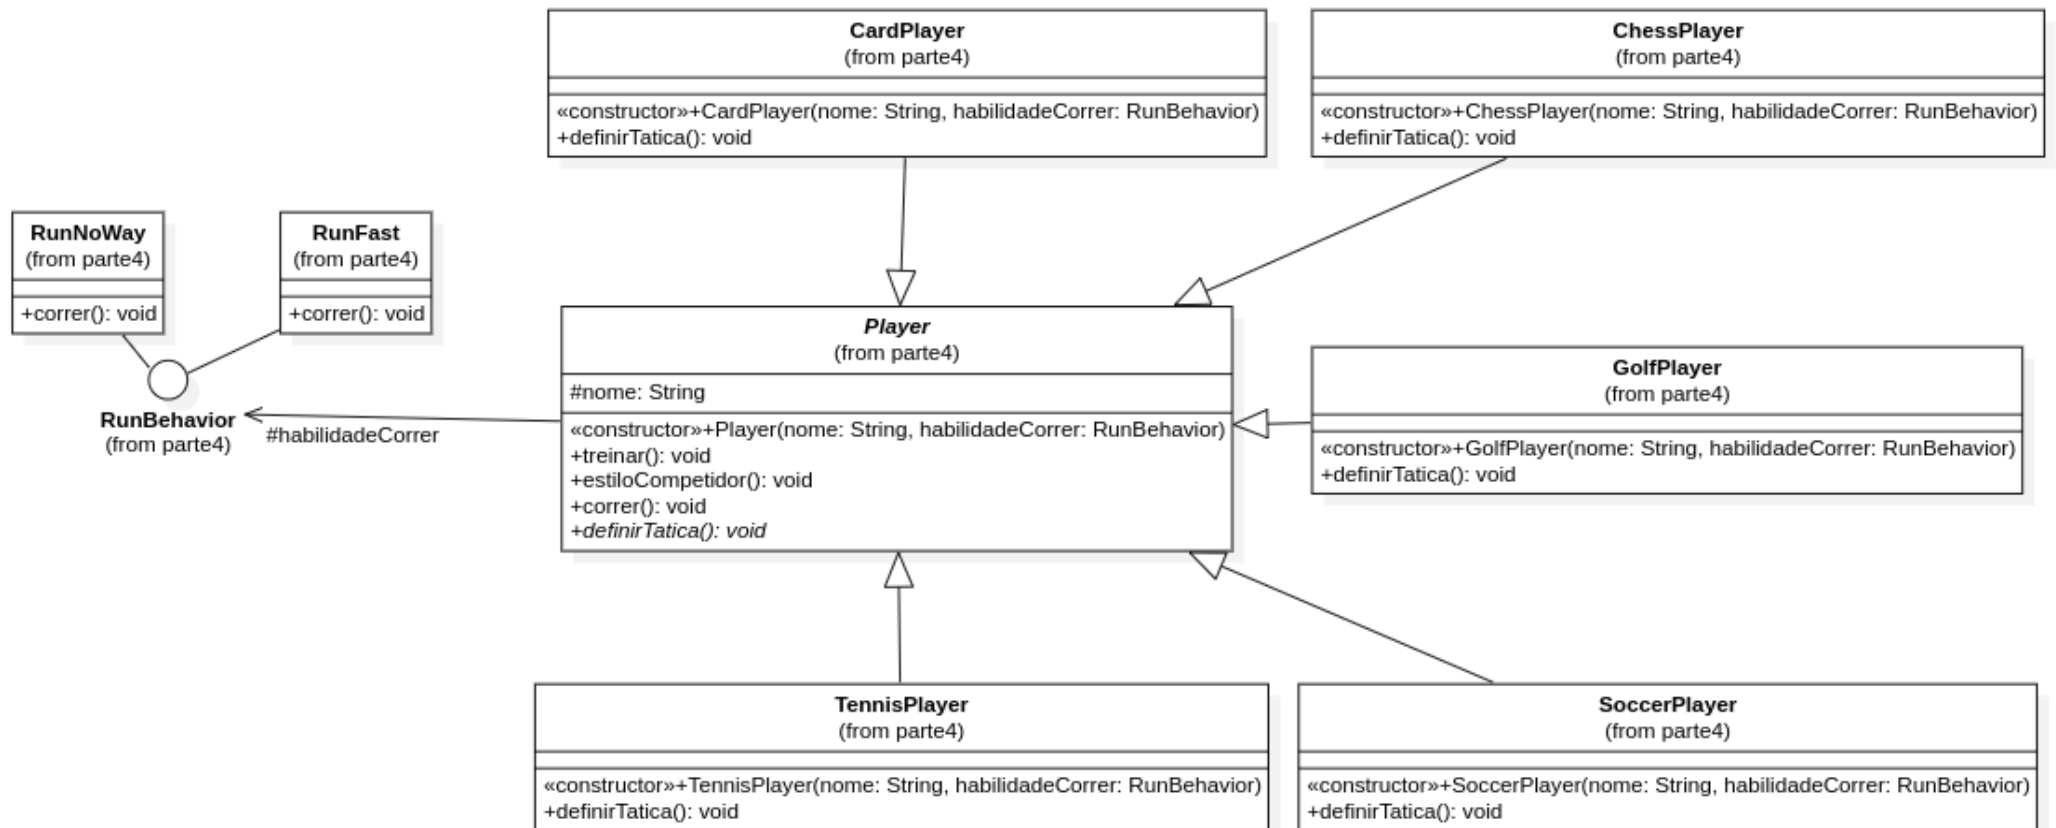 CardPlayer
(from parte4)
«constructor»+CardPlayer(nome: String, habilidadeCorrer: RunBehavior)
+definirTatica(): void
ChessPlayer
(from parte4)
«constructor»+ChessPlayer(nome: String, habilidadeCorrer: RunBehavior)
+definirTatica(): void
RunNoWay
(from parte4)
+correr(): void
RunFast
(from parte4)
+correr(): void
RunBehavior
(from parte4)
#habilidadeCorrer
Player
(from parte4)
#nome: String
«constructor»+Player(nome: String, habilidadeCorrer: RunBehavior)
+treinar(): void
+estiloCompetidor(): void
+correr(): void
+definirTatica(): void
GolfPlayer
(from parte4)
«constructor»+GolfPlayer(nome: String, habilidadeCorrer: RunBehavior)
+definirTatica(): void
TennisPlayer
(from parte4)
«constructor»+TennisPlayer(nome: String, habilidadeCorrer: RunBehavior)
+definirTatica(): void
SoccerPlayer
(from parte4)
«constructor»+SoccerPlayer(nome: String, habilidadeCorrer: RunBehavior)
+definirTatica(): void